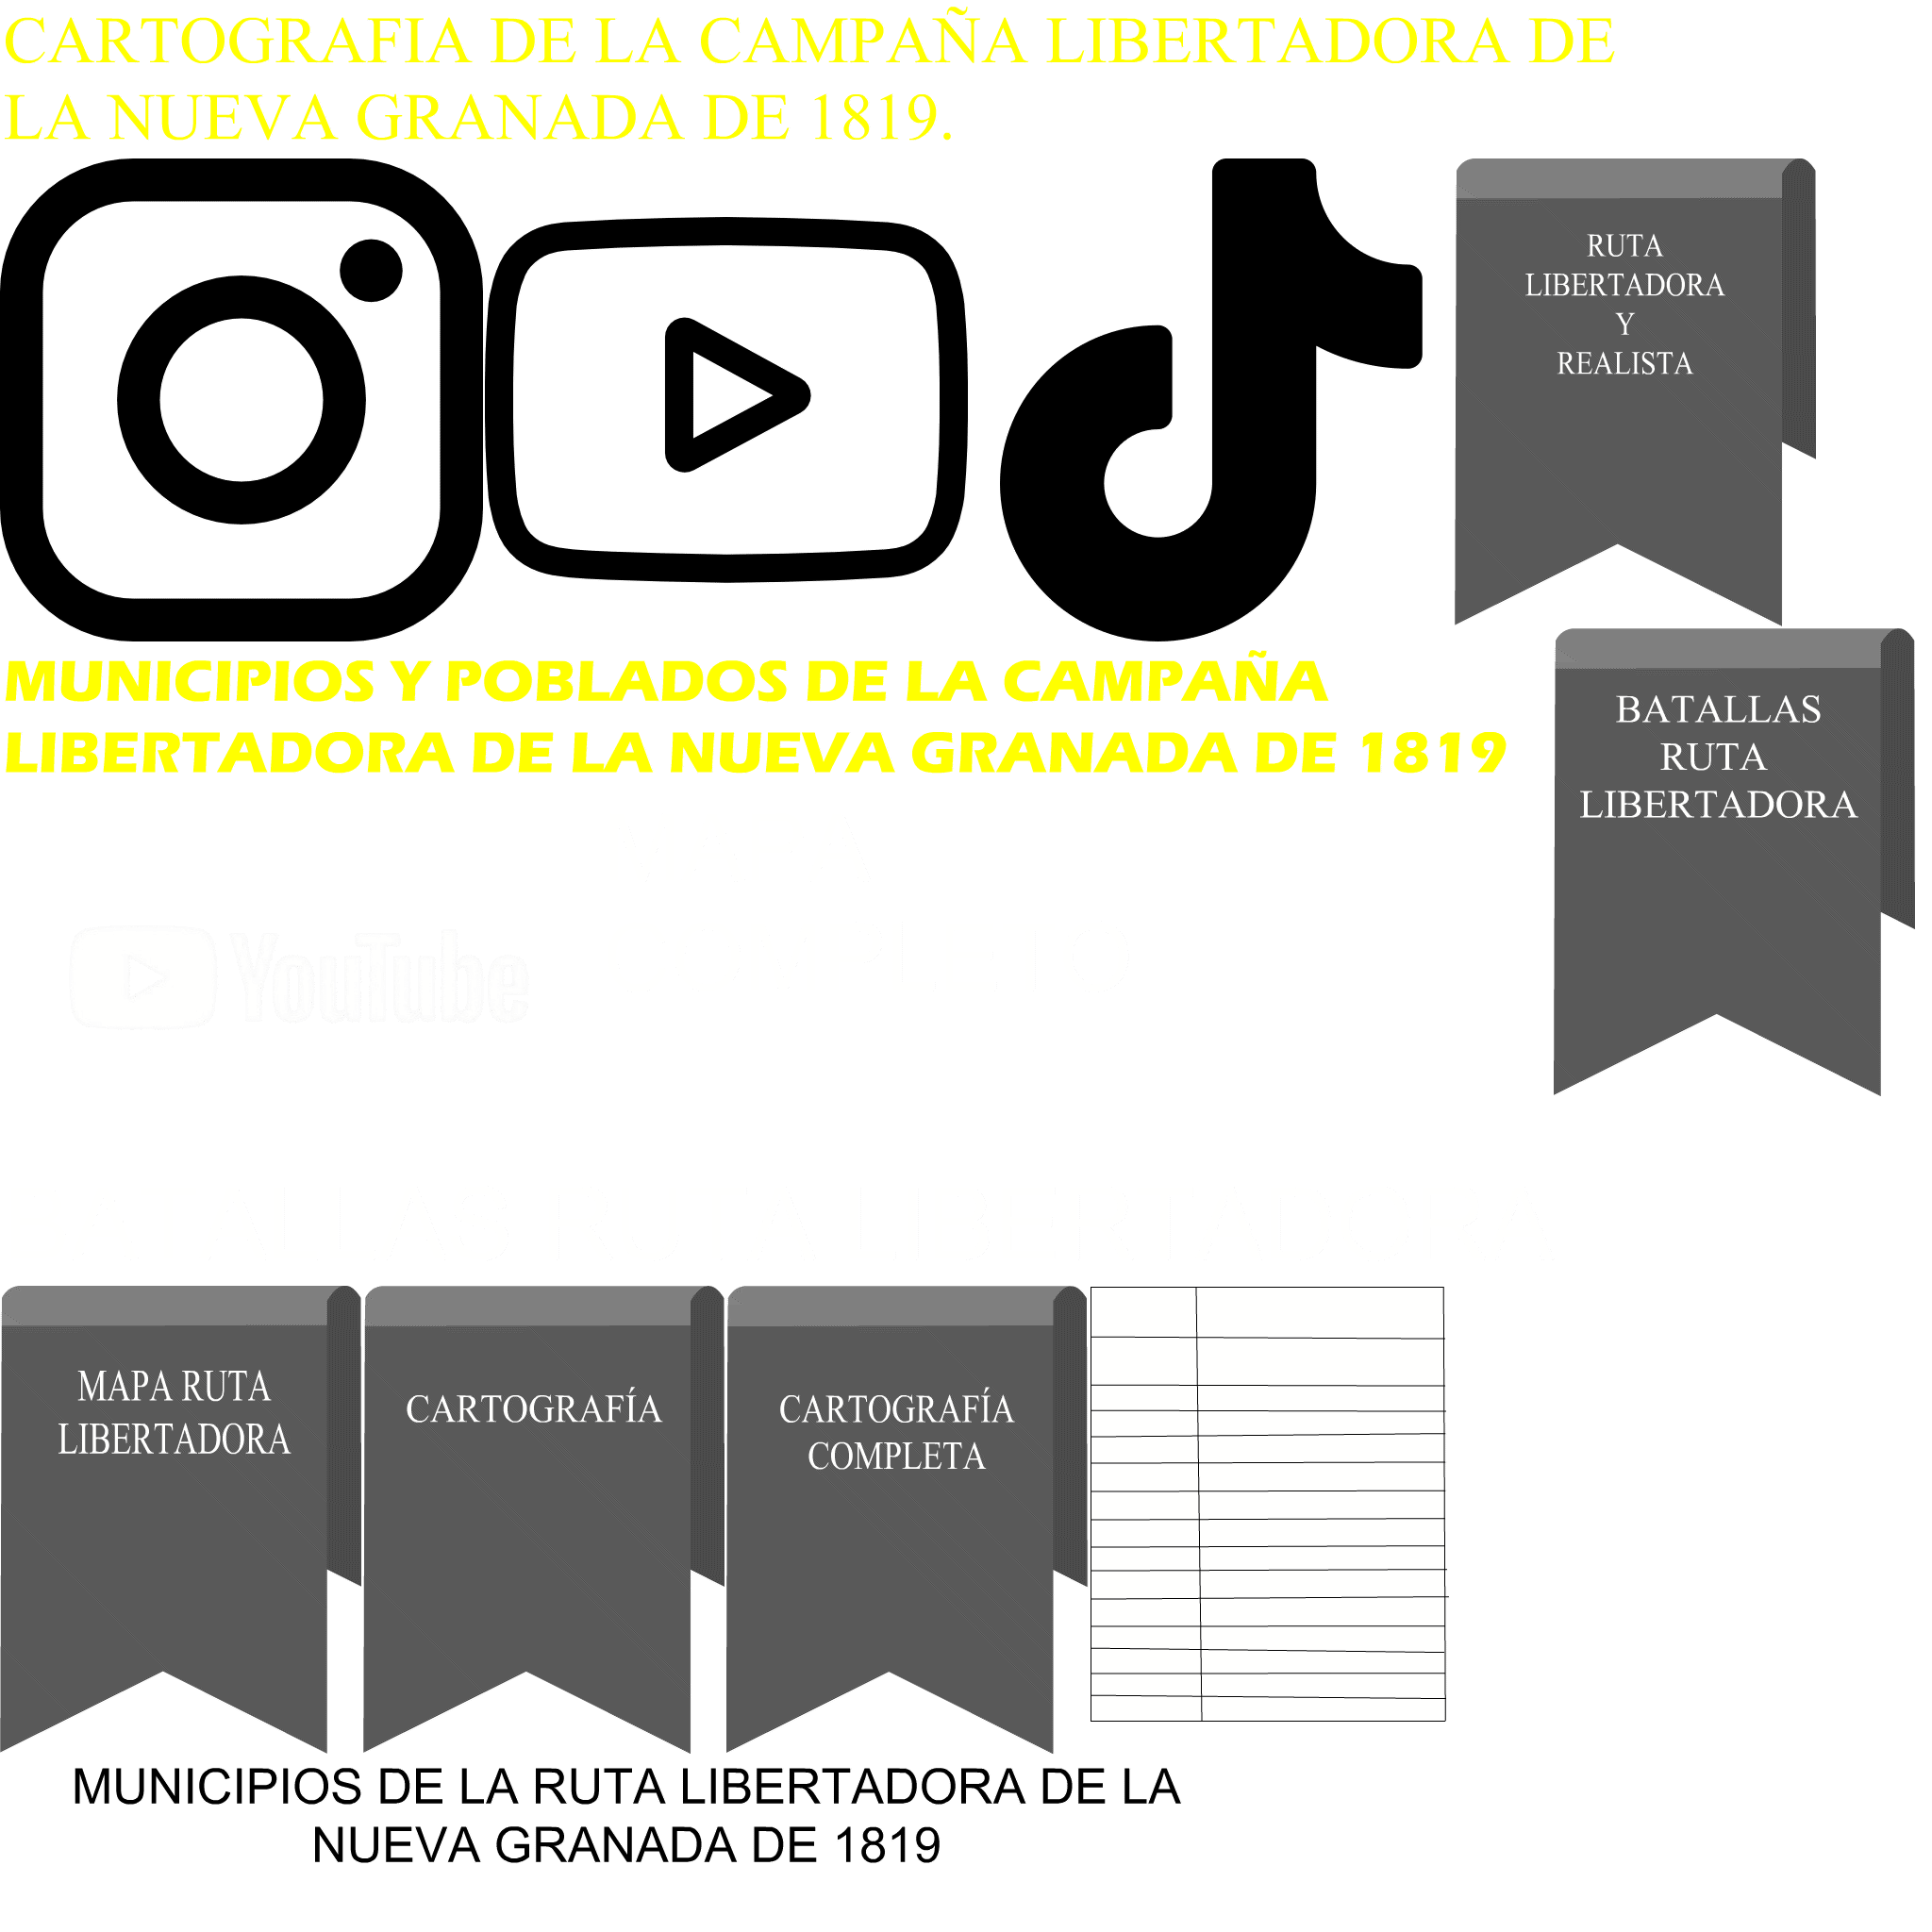 CARTOGRAFIA DE LA CAMPAÑA LIBERTADORA DE
LA NUEVA GRANADA DE 1819.
RUTA
LIBERTADORA
Y
REALISTA
MUNICIPIOS Y POBLADOS DE LA CAMPAÑA
LIBERTADORA DE LA NUEVA GRANADA DE 1819
BATALLAS
RUTA
LIBERTADORA
YouTube
MAPA RUTA
LIBERTADORA
CARTOGRAFÍA
CARTOGRAFÍA
COMPLETA
MUNICIPIOS DE LA RUTA LIBERTADORA DE LA
NUEVA GRANADA DE 1819